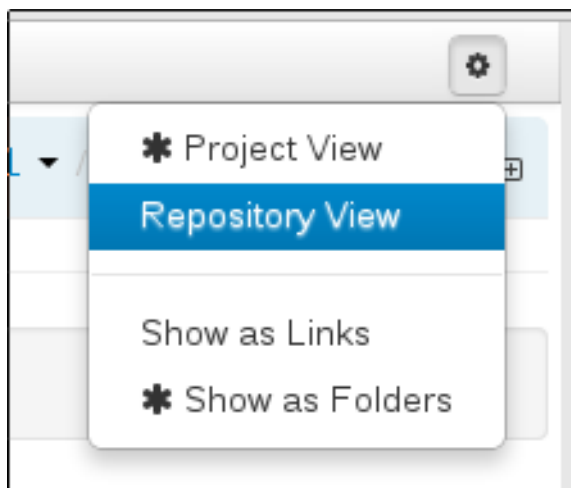 ✱ Project View
Repository View
Show as Links
✱ Show as Folders